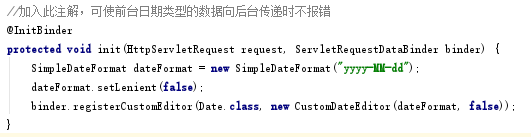 //加入此注解，可使前台日期类型的数据向后台传递时不报错
@InitBinder
protected void init(HttpServletRequest request, ServletRequestDataBinder binder) {
SimpleDateFormat dateFormat = new SimpleDateFormat("yyyy-MM-dd");
dateFormat.setLenient(false);
binder.registerCustomEditor(Date.class, new CustomDateEditor(dateFormat, false));
}